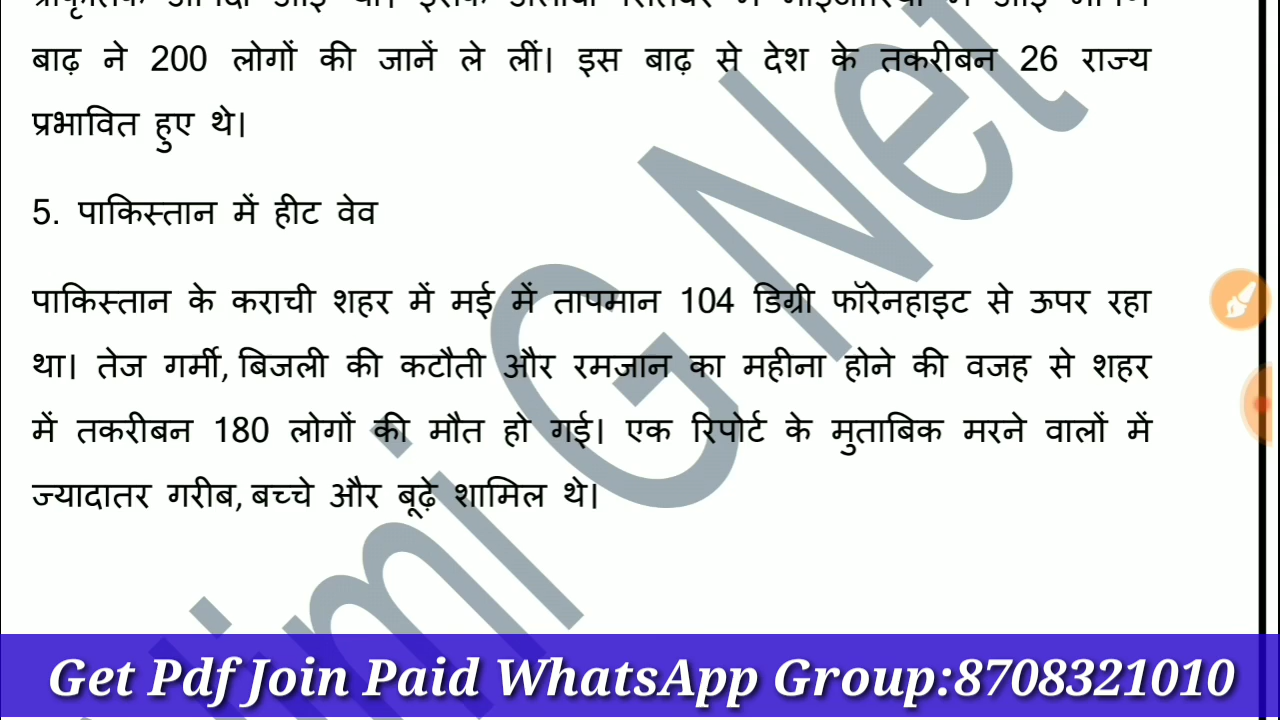 बाढ़ ने 200 लोगों की जानें ले लीं। इस बाढ़ से देश के तकरीबन 26 राज्य
प्रभावित हुए थे।
5. पाकिस्तान में हीट वेव
पाकिस्तान के कराची शहर में मई में तापमान 104 डिग्री फॉरेनहाइट से ऊपर रहा
था। तेज गर्मी, बिजली की कटौती और रमजान का महीना होने की वजह से शहर
में तकरीबन 180 लोगों की मौत हो गई। एक रिपोर्ट के मुताबिक मरने वालों में
ज्यादातर गरीब, बच्चे और बूढ़े शामिल थे।
Get Pdf Join Paid WhatsApp Group:8708321010